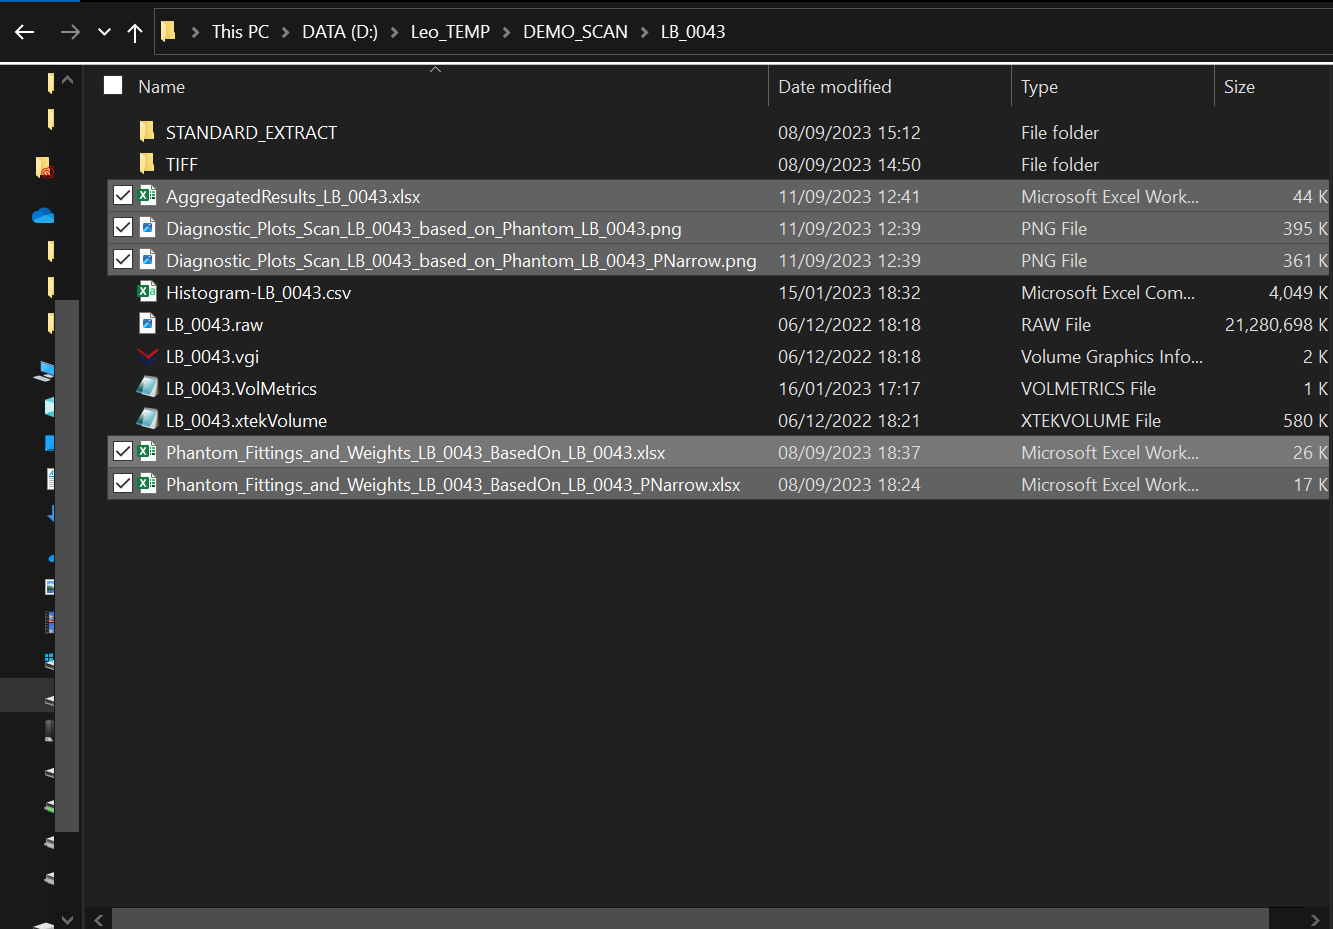 This PC > DATA (D:) > Leo_TEMP > DEMO_SCAN > LB_0043
Name Date modified Type Size
STANDARD_EXTRACT 08/09/2023 15:12 File folder
TIFF 08/09/2023 14:50 File folder
AggregatedResults_LB_0043.xlsx 11/09/2023 12:41 Microsoft Excel Work... 44 K
Diagnostic_Plots_Scan_LB_0043_based_on_Phantom_LB_0043.png 11/09/2023 12:39 PNG File 395 K
Diagnostic_Plots_Scan_LB_0043_based_on_Phantom_LB_0043_PNarrow.png 11/09/2023 12:39 PNG File 361 K
Histogram-LB_0043.csv 15/01/2023 18:32 Microsoft Excel Com... 4,049 K
LB_0043.raw 06/12/2022 18:18 RAW File 21,280,698 K
LB_0043.vgi 06/12/2022 18:18 Volume Graphics Info... 2 K
LB_0043.VolMetrics 16/01/2023 17:17 VOLMETRICS File 1 K
LB_0043.xtekVolume 06/12/2022 18:21 XTEKVOLUME File 580 K
Phantom_Fittings_and_Weights_LB_0043_BasedOn_LB_0043.xlsx 08/09/2023 18:37 Microsoft Excel Work... 26 K
Phantom_Fittings_and_Weights_LB_0043_BasedOn_LB_0043_PNarrow.xlsx 08/09/2023 18:24 Microsoft Excel Work... 17 K